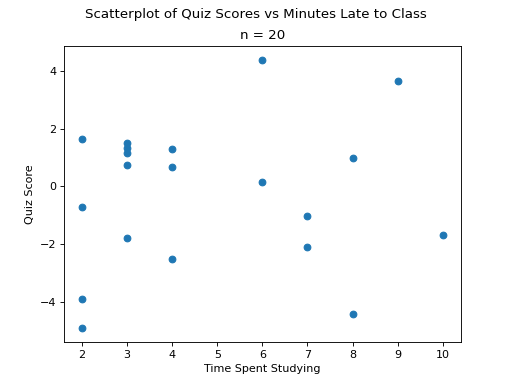 Scatterplot of Quiz Scores vs Minutes Late to Class
n = 20
4
2
0
−2
−4
Quiz Score
2 3 4 5 6 7 8 9 10
Time Spent Studying